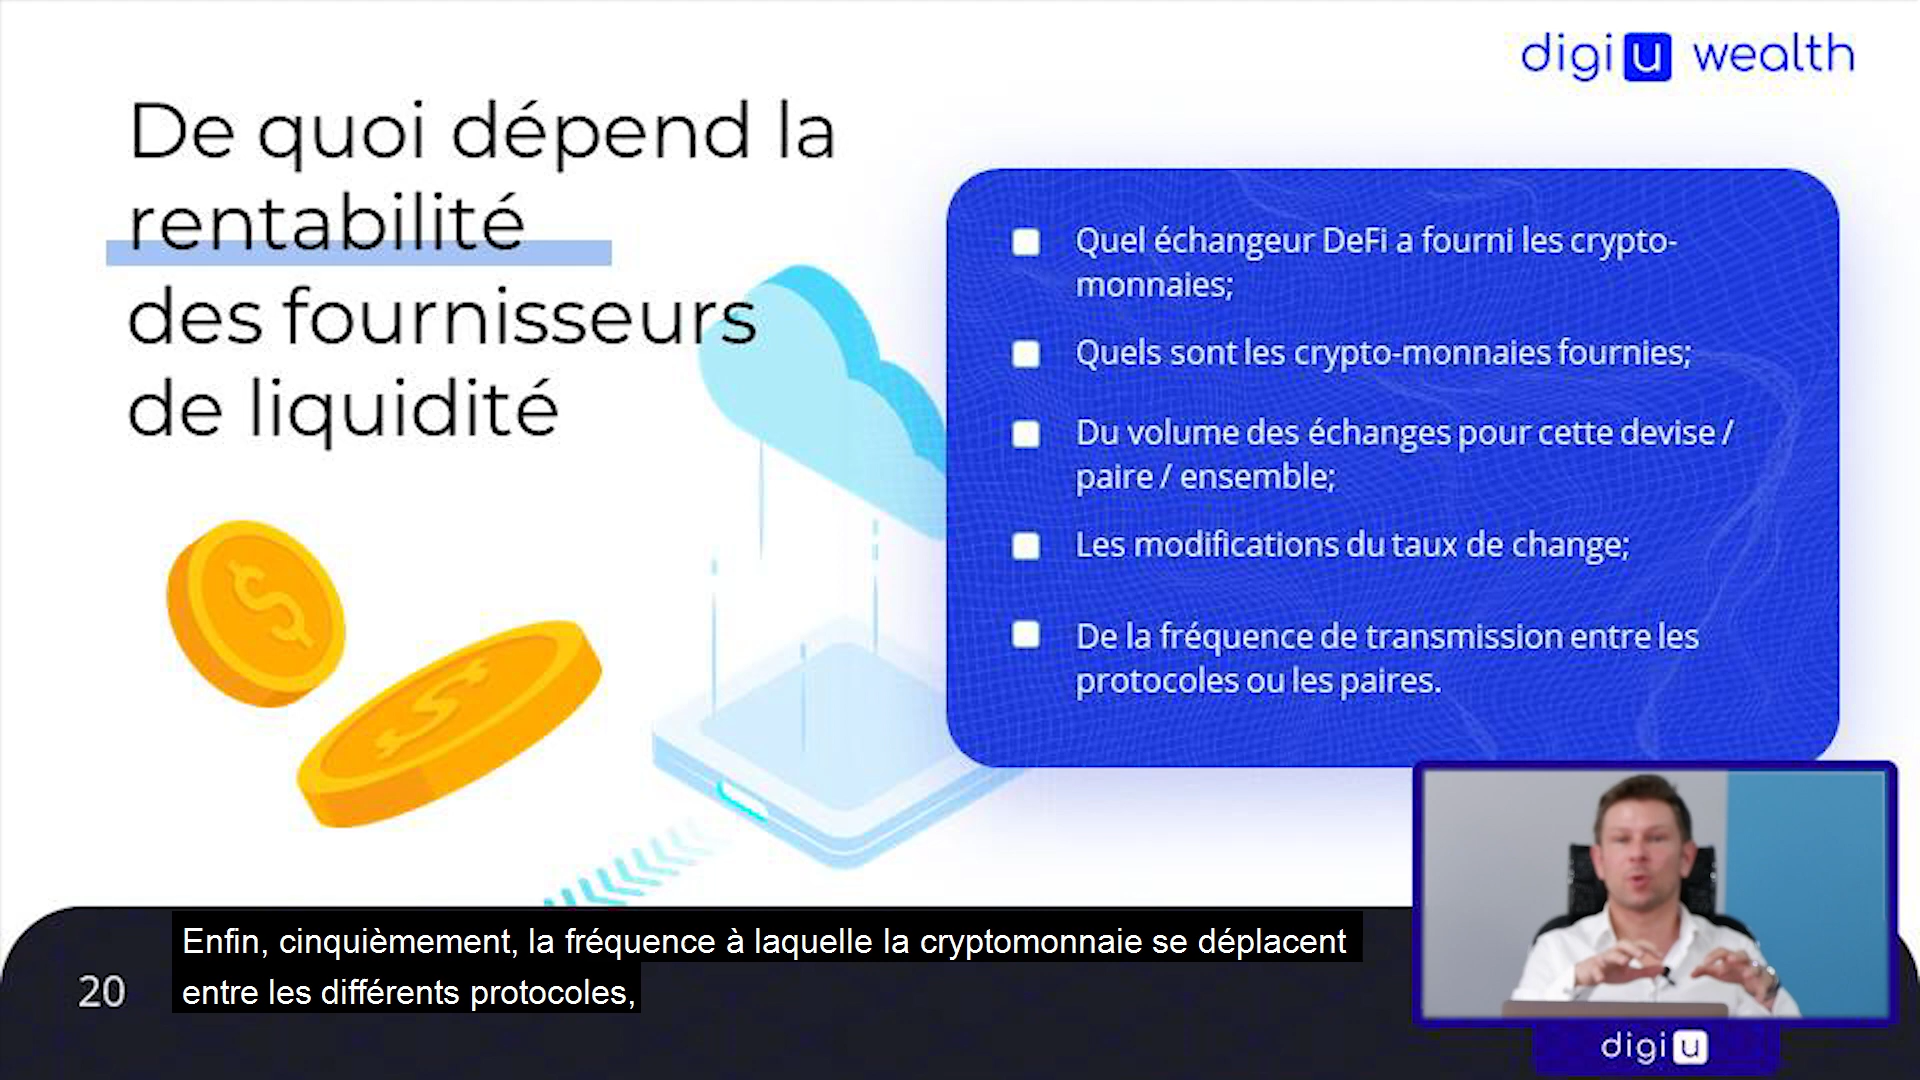 digi u wealth
De quoi dépend la
rentabilité
des fournisseurs
de liquidité
Quel échangeur DeFi a fourni les crypto-
monnaies;
Quels sont les crypto-monnaies fournies;
Du volume des échanges pour cette devise /
paire / ensemble;
Les modifications du taux de change;
De la fréquence de transmission entre les
protocoles ou les paires.
Enfin, cinquièmement, la fréquence à laquelle la cryptomonnaie se déplacent
entre les différents protocoles,
20
digi u